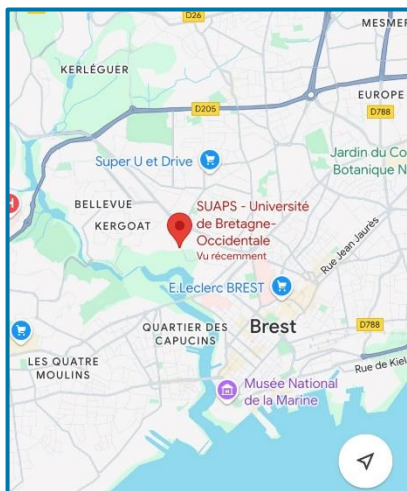 D26
MESMER
KERLÉGUER
EUROPE
D205
D788
Super U et Drive
Jardin du Co
Botanique N
BELLEVUE
SUAPS - Université
de Bretagne-
Occidentale
Vu récemment
KERGOAT
H
Rue Jean Jaurès
E.Leclerc BREST
QUARTIER DES
CAPUCINS
Brest
D788
LES QUATRE
MOULINS
Rue de Kiel
Musée National
de la Marine